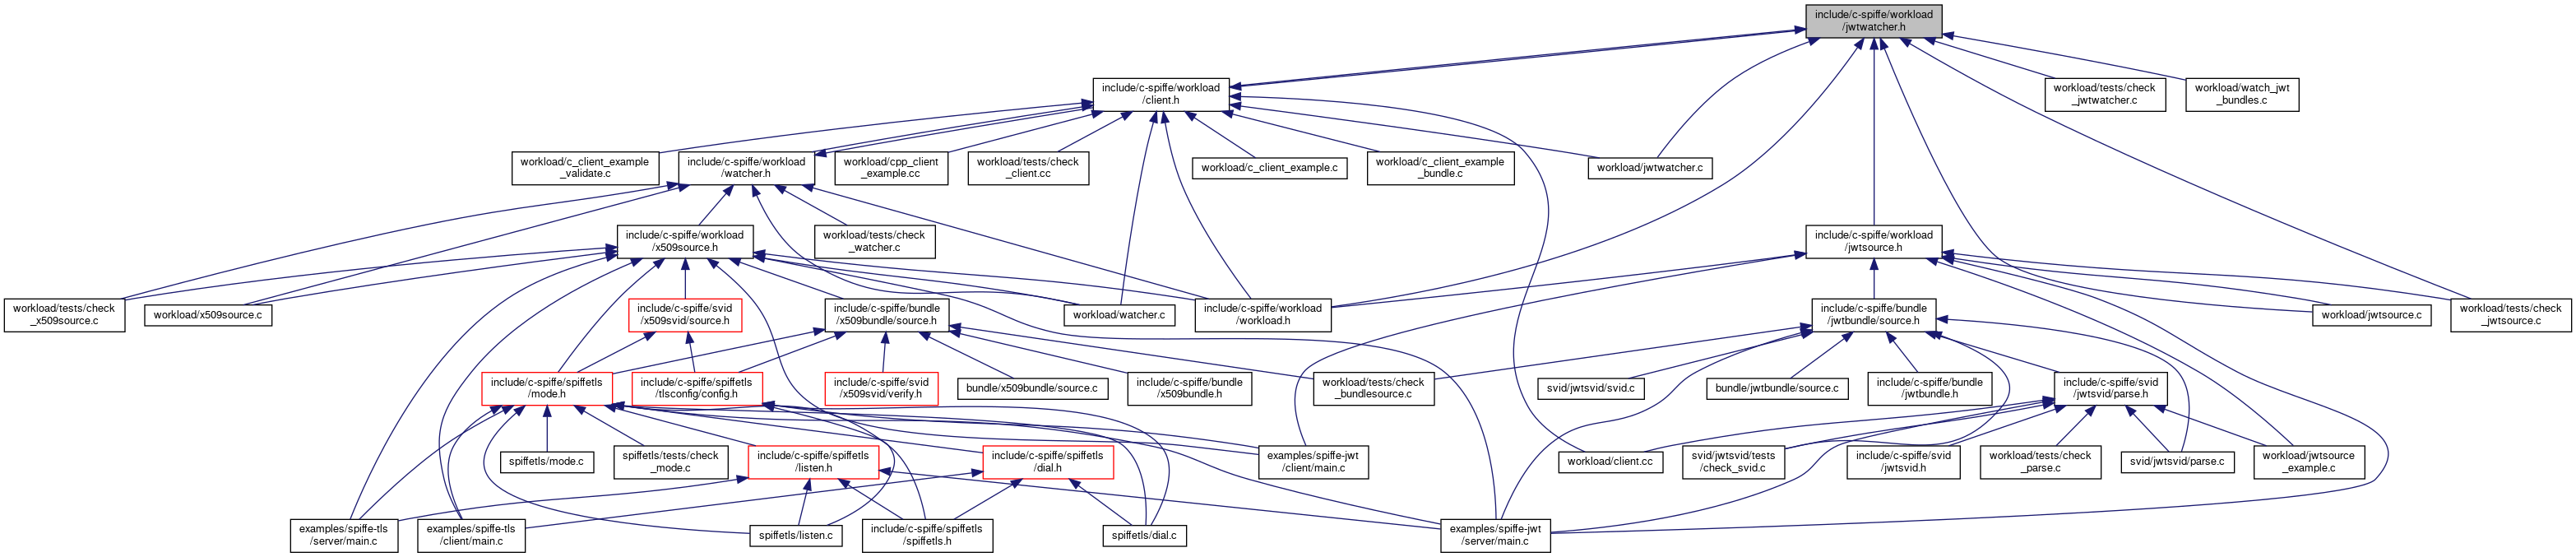 include/c-spiffe/workload
/jwtwatcher.h
include/c-spiffe/workload
/client.h
workload/tests/check
_jwtwatcher.c
workload/watch_jwt
_bundles.c
workload/c_client_example
_validate.c
include/c-spiffe/workload
/watcher.h
workload/cpp_client
_example.cc
workload/tests/check
_client.cc
workload/c_client_example.c
workload/c_client_example
_bundle.c
workload/jwtwatcher.c
include/c-spiffe/workload
/x509source.h
workload/tests/check
_watcher.c
include/c-spiffe/workload
/jwtsource.h
workload/tests/check
_x509source.c
workload/x509source.c
include/c-spiffe/svid
/x509svid/source.h
include/c-spiffe/bundle
/x509bundle/source.h
workload/watcher.c
include/c-spiffe/workload
/workload.h
include/c-spiffe/bundle
/jwtbundle/source.h
workload/jwtsource.c
workload/tests/check
_jwtsource.c
include/c-spiffe/spiffetls
/mode.h
include/c-spiffe/spiffetls
/tlsconfig/config.h
include/c-spiffe/svid
/x509svid/verify.h
bundle/x509bundle/source.c
include/c-spiffe/bundle
/x509bundle.h
workload/tests/check
_bundlesource.c
svid/jwtsvid/svid.c
bundle/jwtbundle/source.c
include/c-spiffe/bundle
/jwtbundle.h
include/c-spiffe/svid
/jwtsvid/parse.h
spiffetls/mode.c
spiffetls/tests/check
_mode.c
include/c-spiffe/spiffetls
/listen.h
include/c-spiffe/spiffetls
/dial.h
examples/spiffe-jwt
/client/main.c
workload/client.cc
svid/jwtsvid/tests
/check_svid.c
include/c-spiffe/svid
/jwtsvid.h
workload/tests/check
_parse.c
svid/jwtsvid/parse.c
workload/jwtsource
_example.c
examples/spiffe-tls
/server/main.c
examples/spiffe-tls
/client/main.c
spiffetls/listen.c
include/c-spiffe/spiffetls
/spiffetls.h
spiffetls/dial.c
examples/spiffe-jwt
/server/main.c